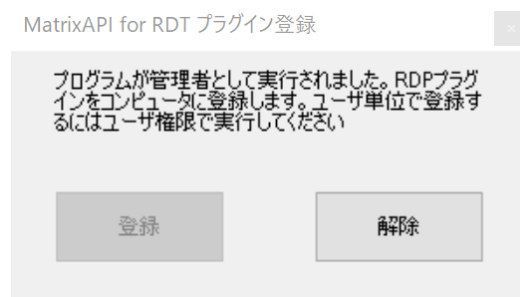 MatrixAPI for RDT プラグイン登録
プログラムが管理者として実行されました。RDPプラグ
インをコンピュータに登録します。ユーザ単位で登録す
るにはユーザ権限で実行してください
登録
解除